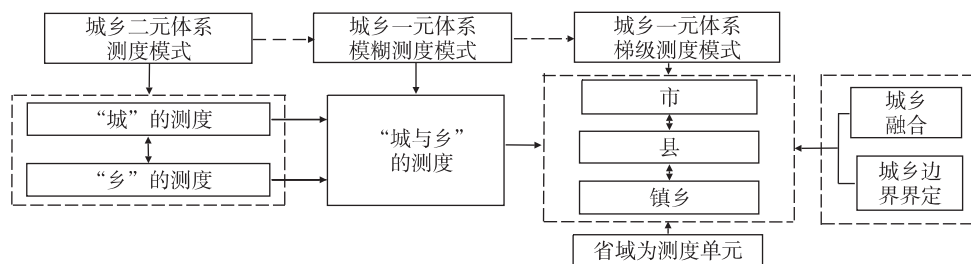 城乡二元体系
测度模式
城乡一元体系
模糊测度模式
城乡一元体系
梯级测度模式
“城”的测度
“乡”的测度
“城与乡”
的测度
市
县
镇乡
省域为测度单元
城乡
融合
城乡边
界界定